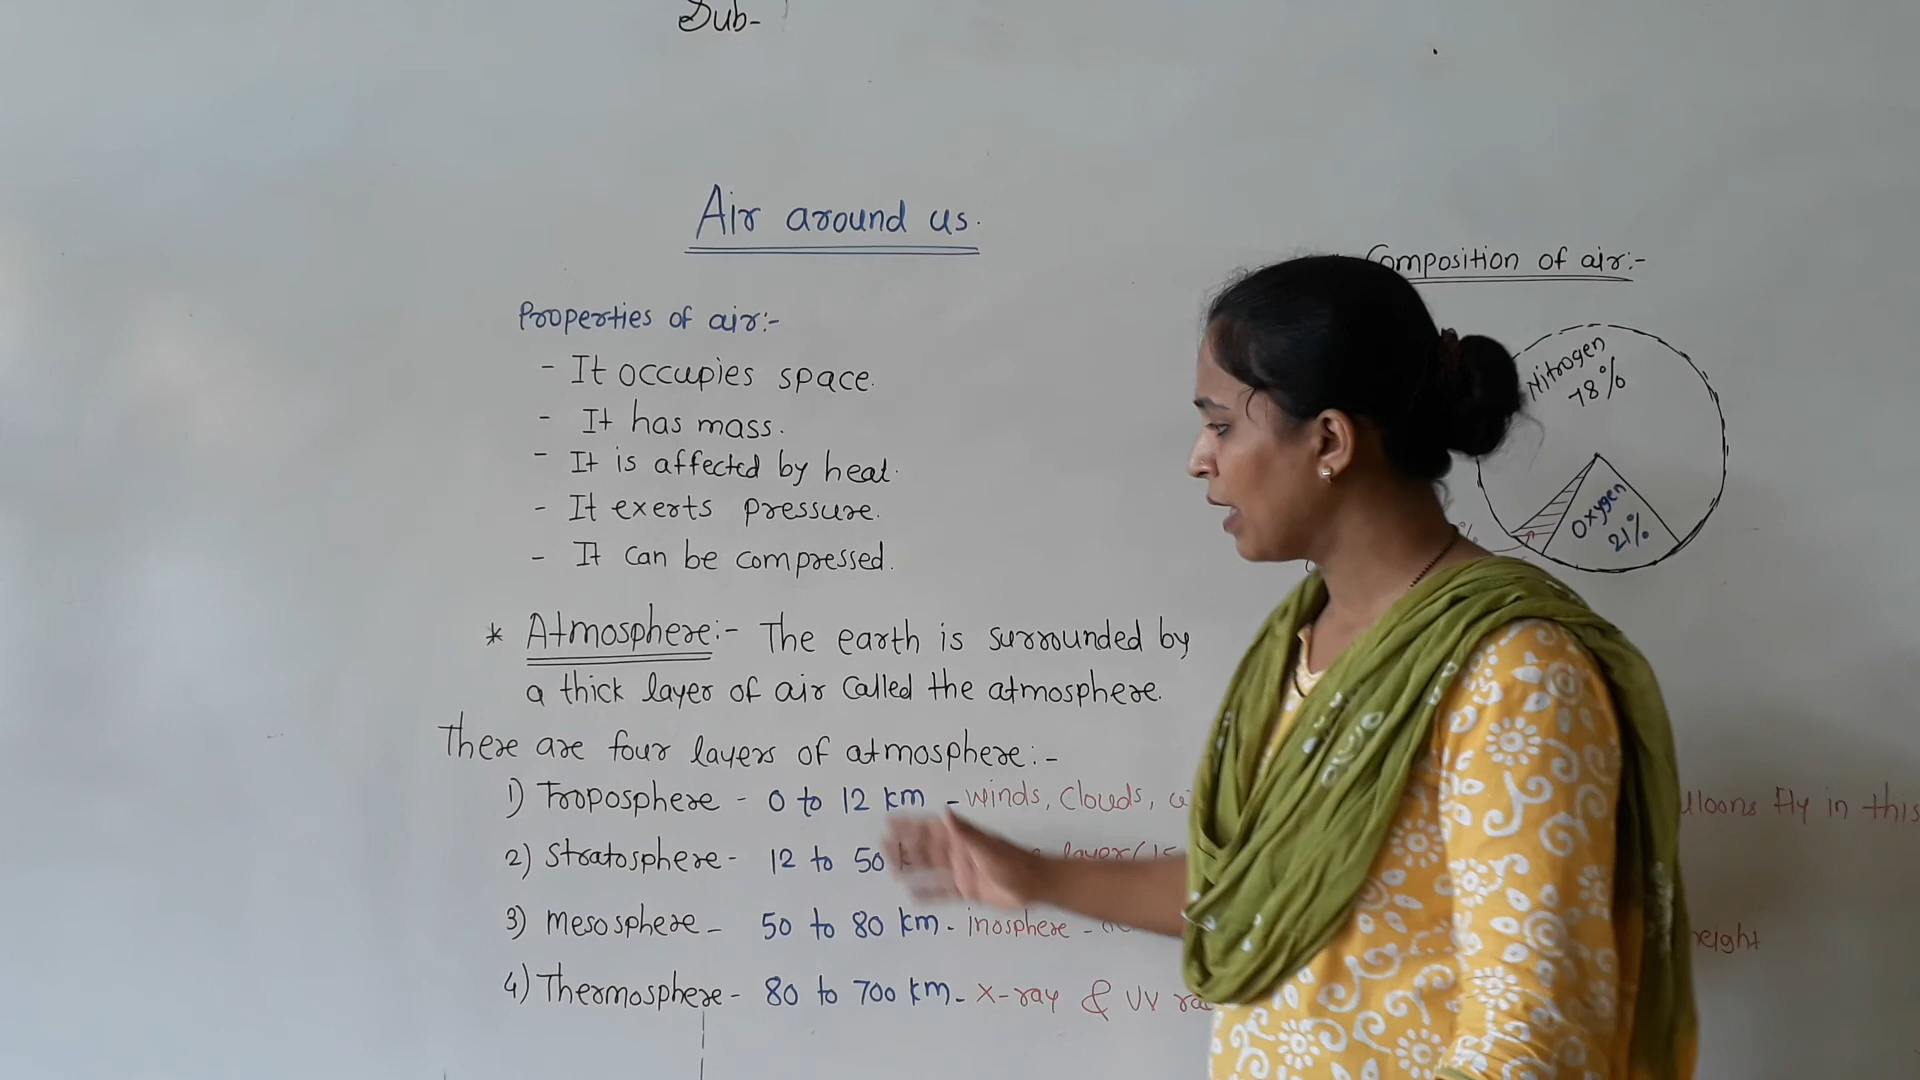 Sub-
Air around us.
Properties of air:-
- It occupies space.
- It has mass.
- It is affected by heat.
- It exerts pressure.
- It can be compressed.
* Atmosphere:- The earth is surrounded by
a thick layer of air called the atmosphere.
There are four layers of atmosphere:-
1) Troposphere - 0 to 12 km - winds, clouds, lloons fly in this
2) Stratosphere - 12 to 50 layer
3) mesosphere - 50 to 80 km. inosphere - height
4) Thermosphere - 80 to 700 km. X-ray & UV
Composition of air:-
Nitrogen
78%
Oxygen
21%
%